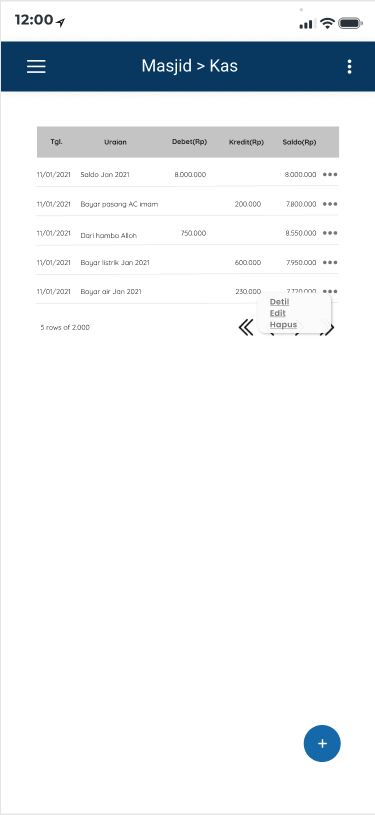 12:00
Masjid > Kas
Tgl. Uraian Debet(Rp) Kredit(Rp) Saldo(Rp)
11/01/2021 Saldo Jan 2021 8.000.000 8.000.000
11/01/2021 Bayar pasang AC imam 200.000 7.800.000
11/01/2021 Dari hamba Alloh 750.000 8.550.000
11/01/2021 Bayar listrik Jan 2021 600.000 7.950.000
11/01/2021 Bayar air Jan 2021 230.000 7.720.000
Detil
Edit
Hapus
5 rows of 2.000